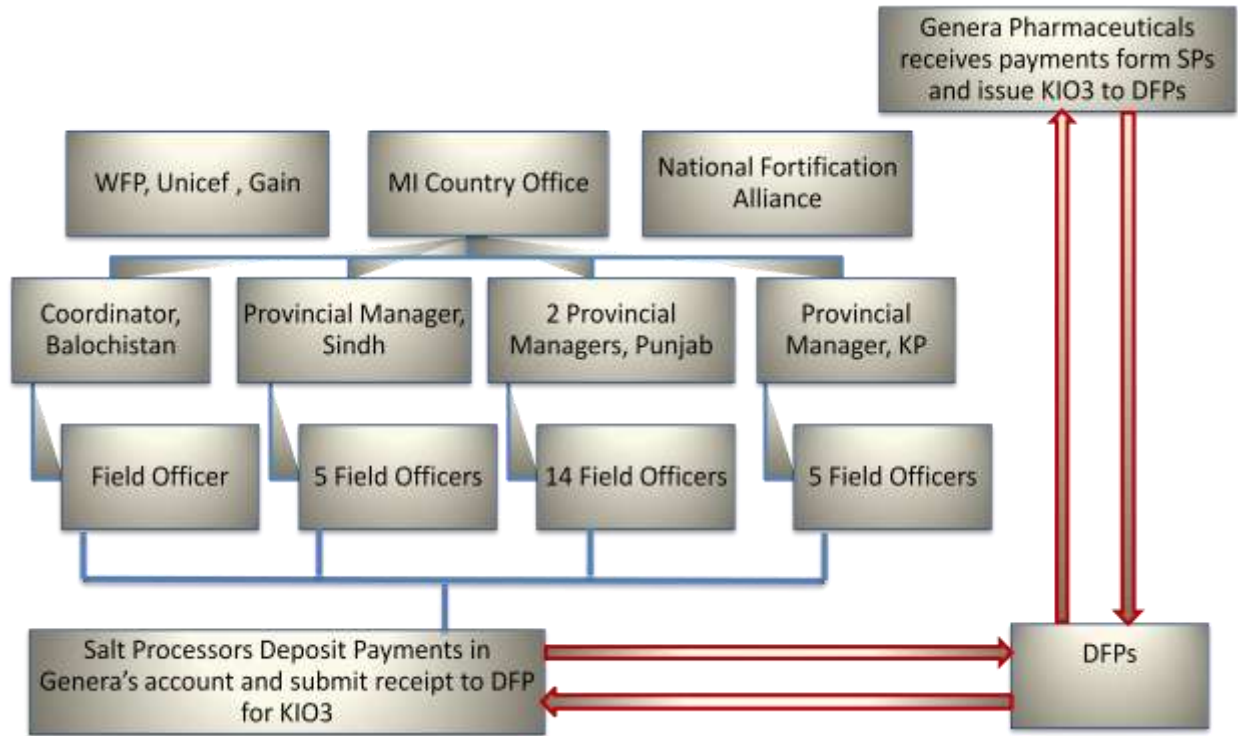 Genera Pharmaceuticals
receives payments form SPs
and issue KIO3 to DFPs
WFP, Unicef , Gain
MI Country Office
National Fortification
Alliance
Coordinator,
Balochistan
Provincial Manager,
Sindh
2 Provincial
Managers, Punjab
Provincial
Manager, KP
Field Officer
5 Field Officers
14 Field Officers
5 Field Officers
Salt Processors Deposit Payments in
Genera's account and submit receipt to DFP
for KIO3
DFPs